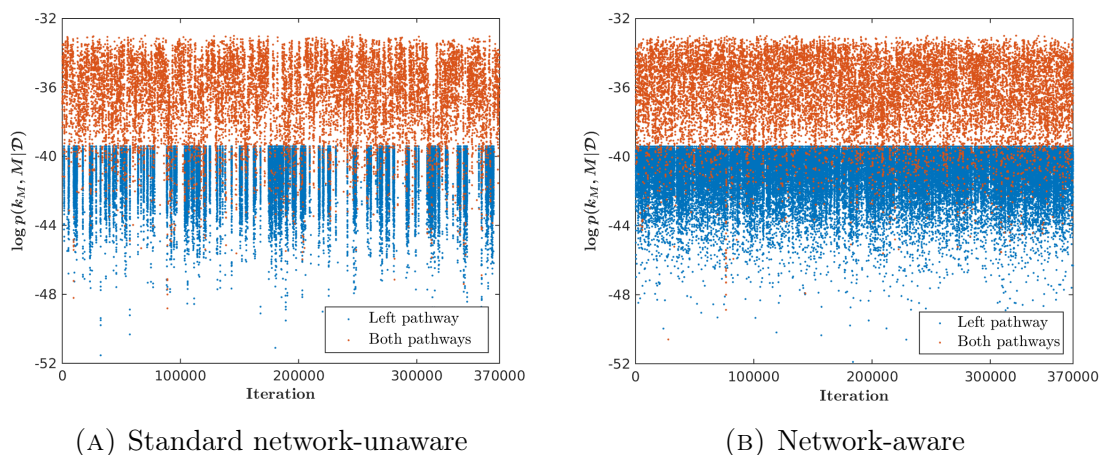 -32
-36
-40
-44
-48
-52
log p(k_M, M|𝒟)
Left pathway
Both pathways
0
100000
200000
300000
370000
Iteration
(A) Standard network-unaware
-32
-36
-40
-44
-48
-52
log p(k_M, M|𝒟)
Left pathway
Both pathways
0
100000
200000
300000
370000
Iteration
(B) Network-aware